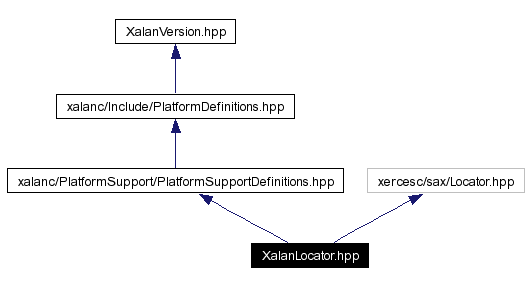 XalanVersion.hpp
xalanc/Include/PlatformDefinitions.hpp
xalanc/PlatformSupport/PlatformSupportDefinitions.hpp
xercesc/sax/Locator.hpp
XalanLocator.hpp